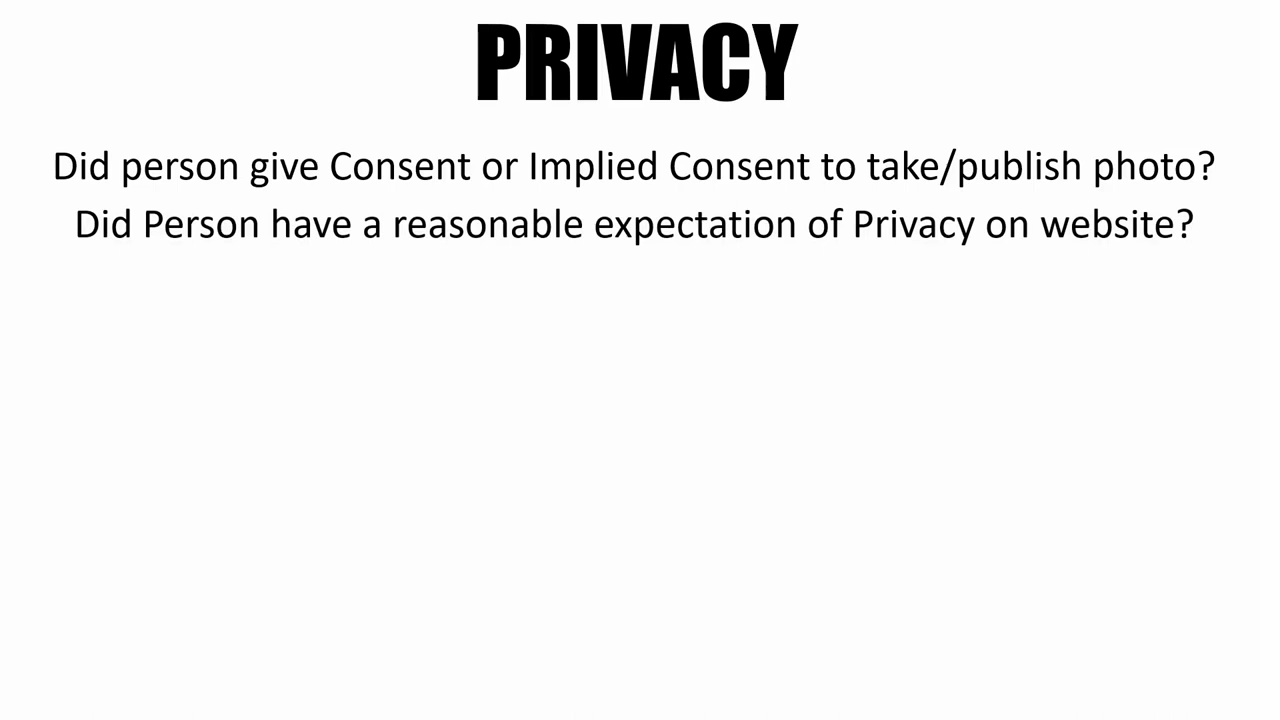 PRIVACY
Did person give Consent or Implied Consent to take/publish photo?
Did Person have a reasonable expectation of Privacy on website?